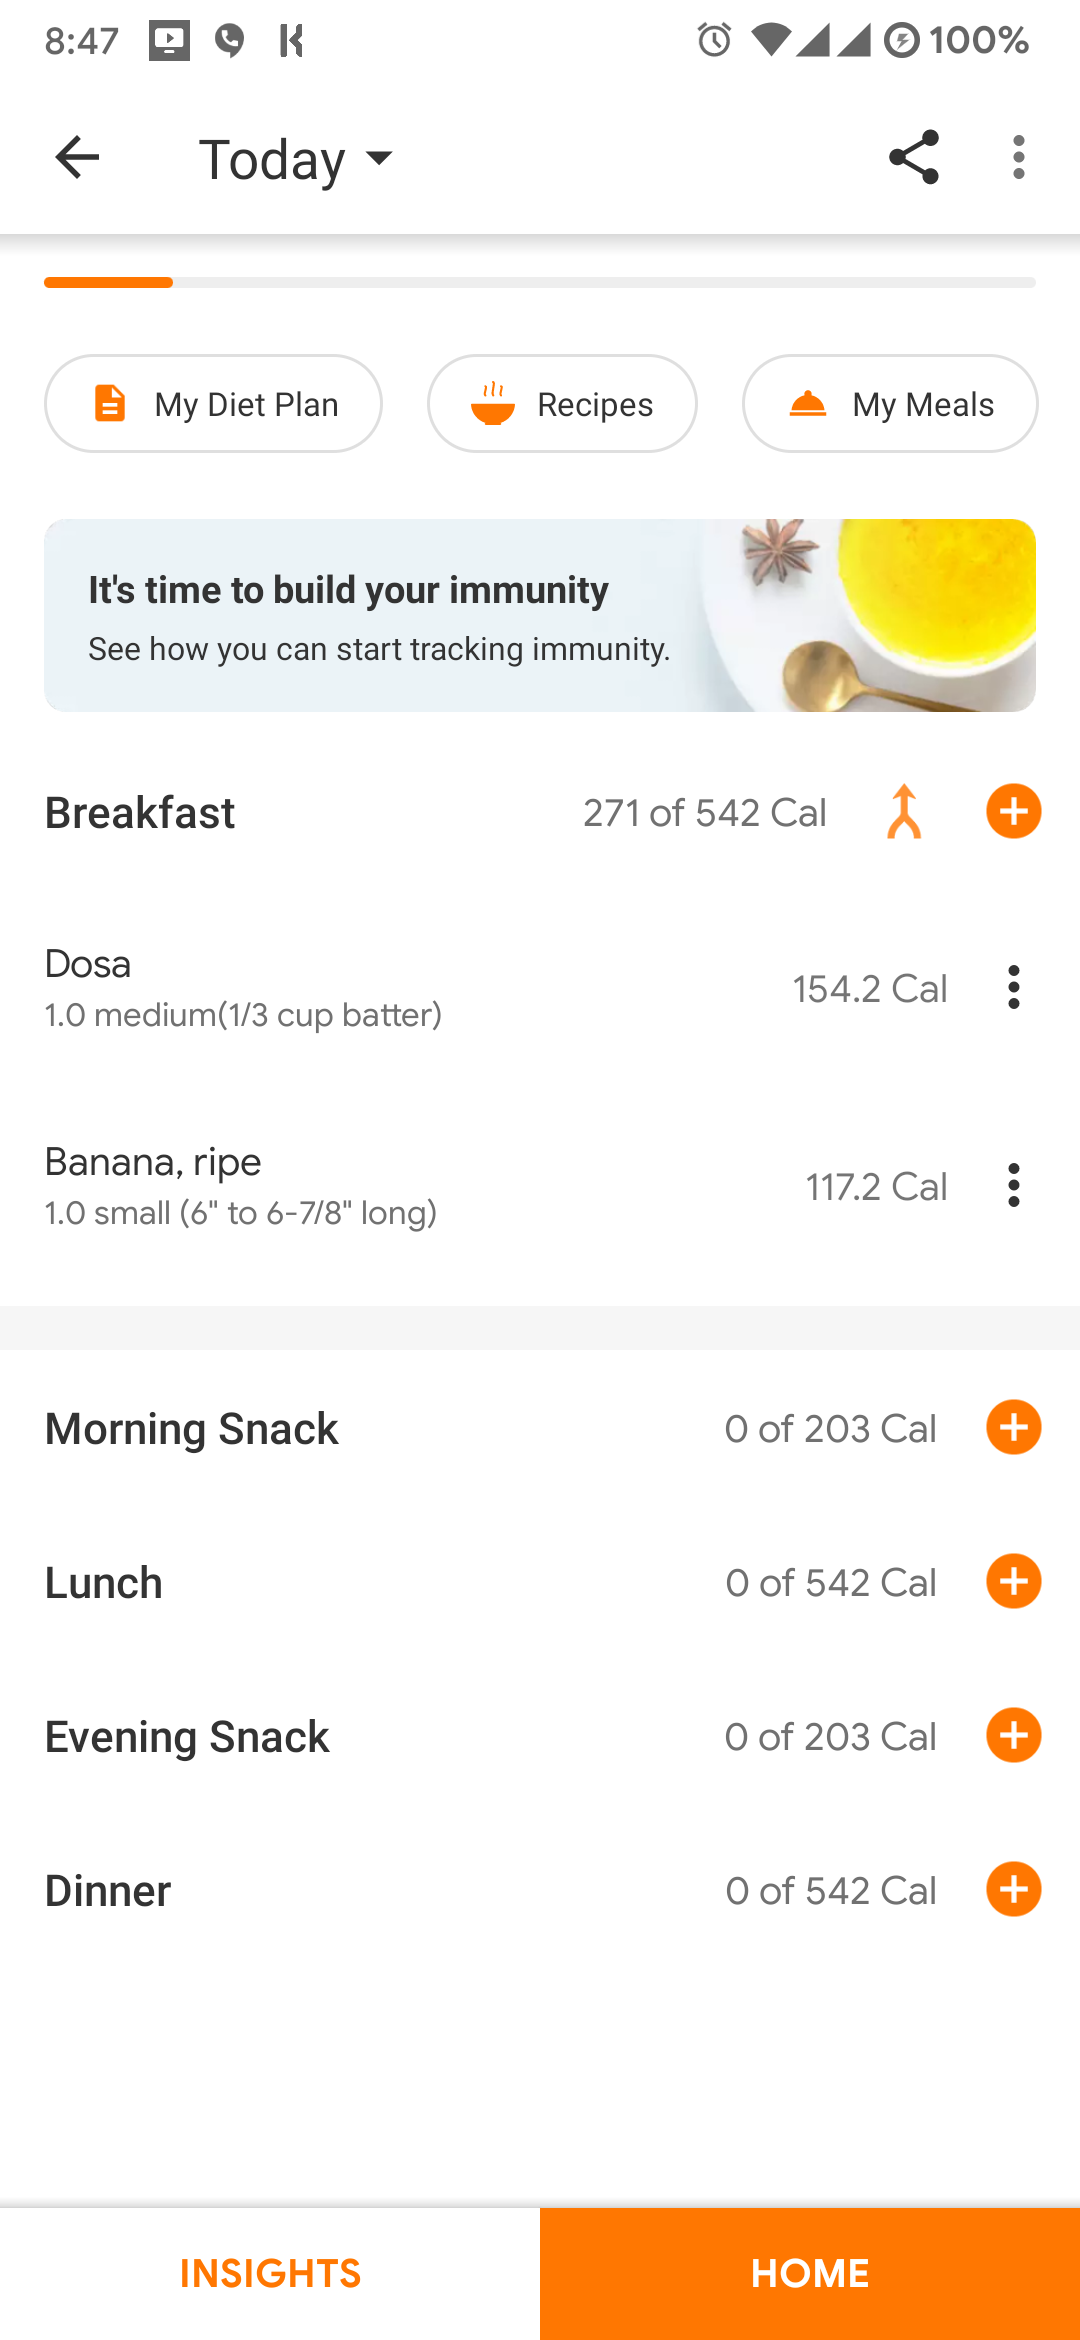 8:47 100%
Today
My Diet Plan Recipes My Meals
It's time to build your immunity
See how you can start tracking immunity.
Breakfast 271 of 542 Cal
Dosa
1.0 medium(1/3 cup batter) 154.2 Cal
Banana, ripe
1.0 small (6" to 6-7/8" long) 117.2 Cal
Morning Snack 0 of 203 Cal
Lunch 0 of 542 Cal
Evening Snack 0 of 203 Cal
Dinner 0 of 542 Cal
INSIGHTS HOME